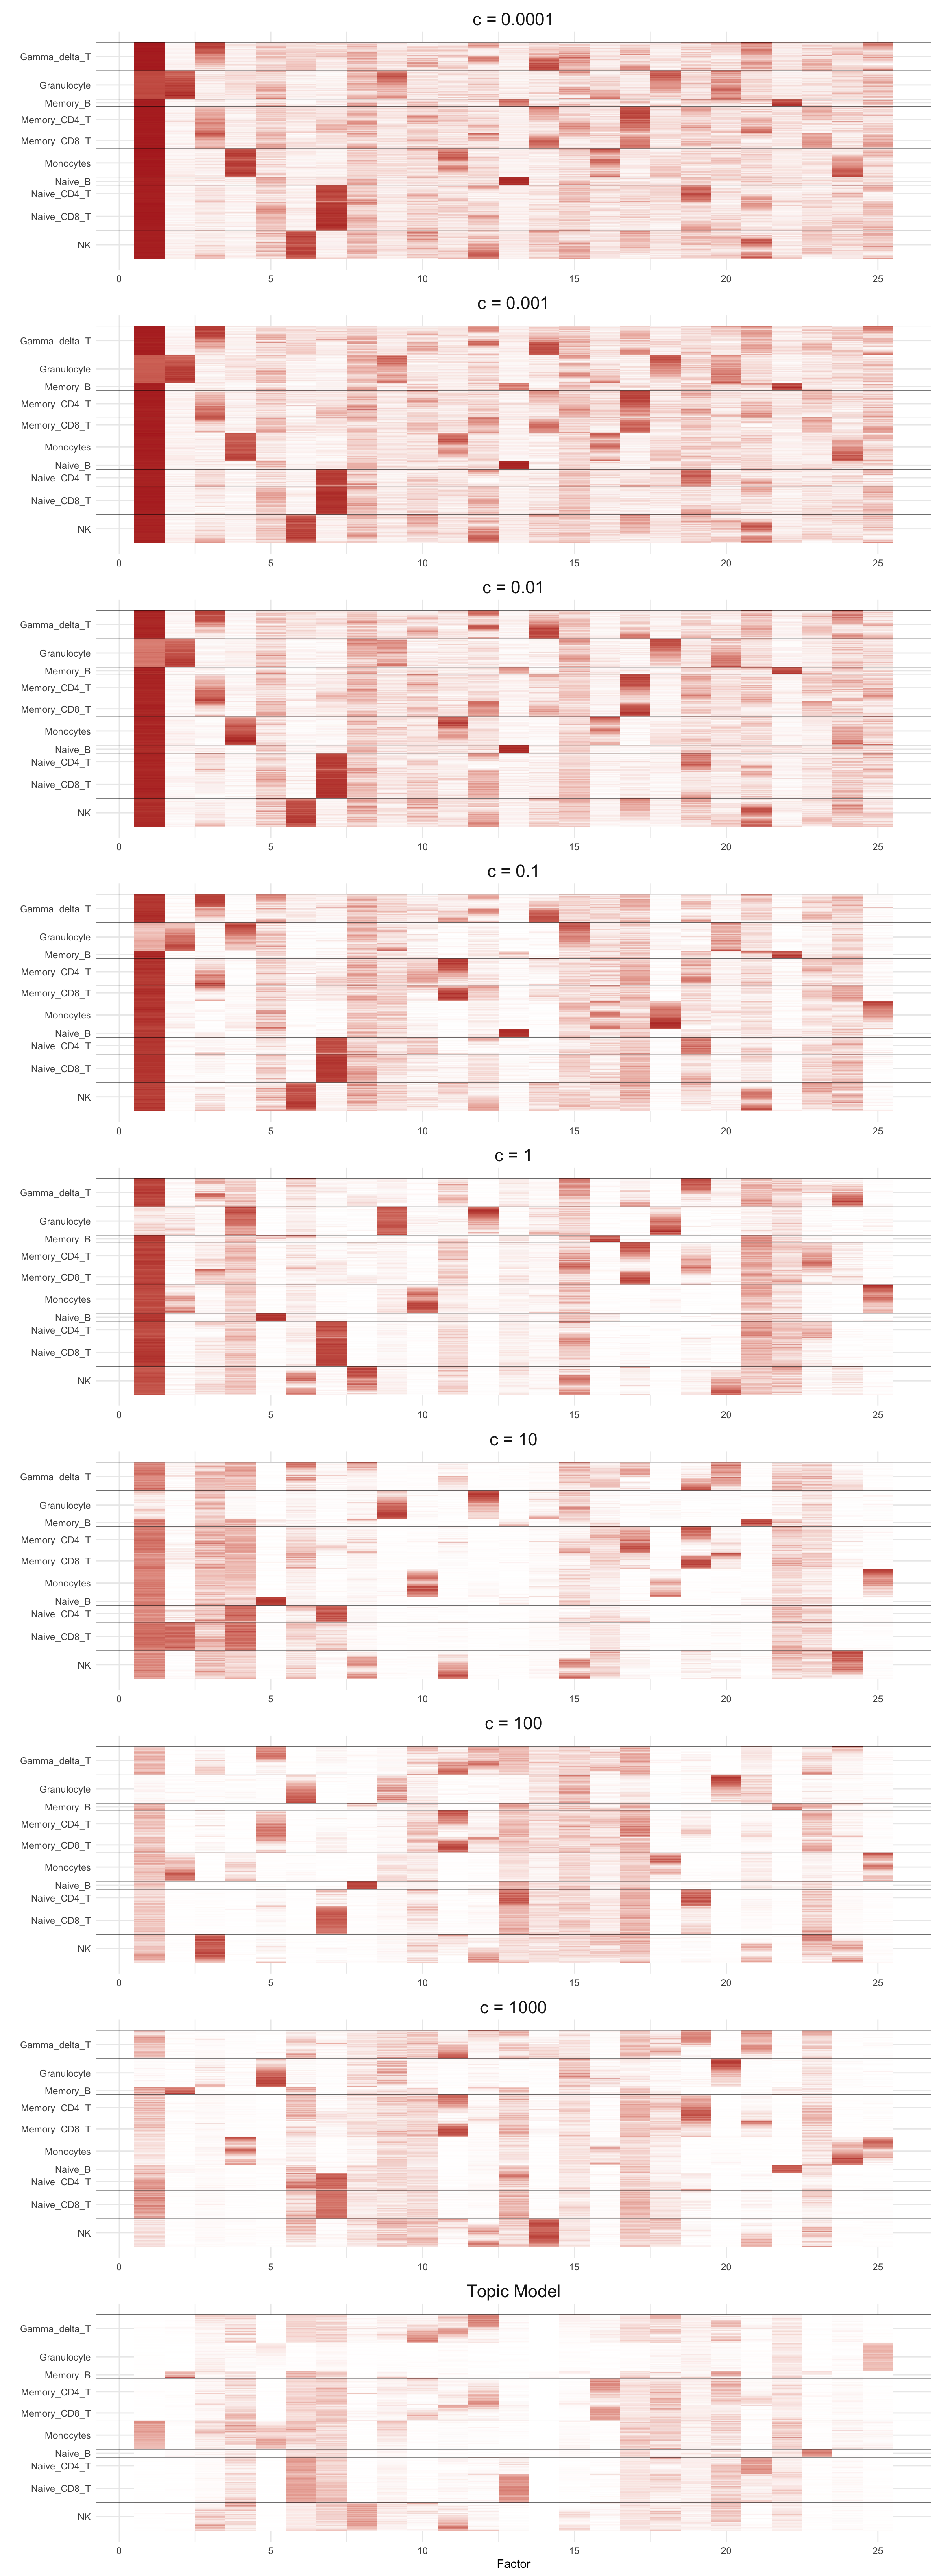 c = 0.0001
Gamma_delta_T
Granulocyte
Memory_B
Memory_CD4_T
Memory_CD8_T
Monocytes
Naive_B
Naive_CD4_T
Naive_CD8_T
NK
0 5 10 15 20 25
c = 0.001
Gamma_delta_T
Granulocyte
Memory_B
Memory_CD4_T
Memory_CD8_T
Monocytes
Naive_B
Naive_CD4_T
Naive_CD8_T
NK
0 5 10 15 20 25
c = 0.01
Gamma_delta_T
Granulocyte
Memory_B
Memory_CD4_T
Memory_CD8_T
Monocytes
Naive_B
Naive_CD4_T
Naive_CD8_T
NK
0 5 10 15 20 25
c = 0.1
Gamma_delta_T
Granulocyte
Memory_B
Memory_CD4_T
Memory_CD8_T
Monocytes
Naive_B
Naive_CD4_T
Naive_CD8_T
NK
0 5 10 15 20 25
c = 1
Gamma_delta_T
Granulocyte
Memory_B
Memory_CD4_T
Memory_CD8_T
Monocytes
Naive_B
Naive_CD4_T
Naive_CD8_T
NK
0 5 10 15 20 25
c = 10
Gamma_delta_T
Granulocyte
Memory_B
Memory_CD4_T
Memory_CD8_T
Monocytes
Naive_B
Naive_CD4_T
Naive_CD8_T
NK
0 5 10 15 20 25
c = 100
Gamma_delta_T
Granulocyte
Memory_B
Memory_CD4_T
Memory_CD8_T
Monocytes
Naive_B
Naive_CD4_T
Naive_CD8_T
NK
0 5 10 15 20 25
c = 1000
Gamma_delta_T
Granulocyte
Memory_B
Memory_CD4_T
Memory_CD8_T
Monocytes
Naive_B
Naive_CD4_T
Naive_CD8_T
NK
0 5 10 15 20 25
Topic Model
Gamma_delta_T
Granulocyte
Memory_B
Memory_CD4_T
Memory_CD8_T
Monocytes
Naive_B
Naive_CD4_T
Naive_CD8_T
NK
0 5 10 15 20 25
Factor